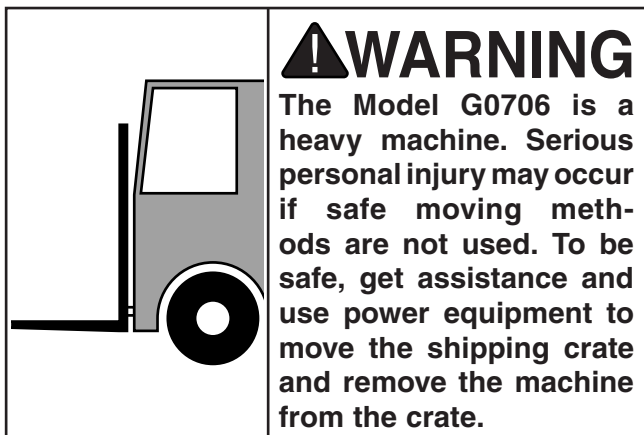 WARNING
The Model G0706 is a
heavy machine. Serious
personal injury may occur
if safe moving meth-
ods are not used. To be
safe, get assistance and
use power equipment to
move the shipping crate
and remove the machine
from the crate.